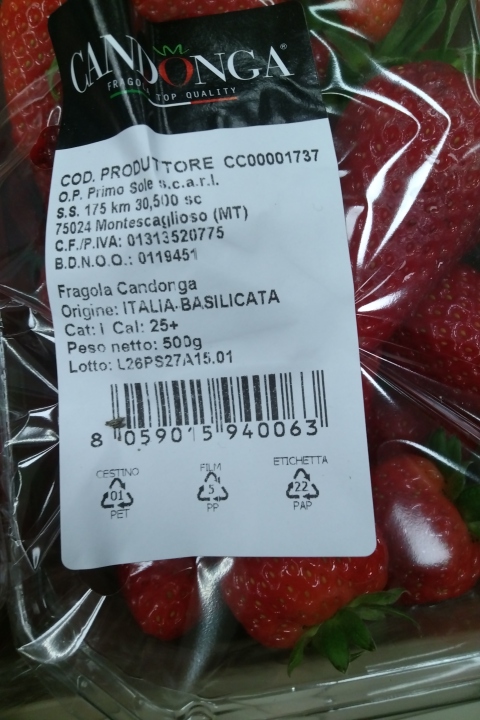 CANDONGA®
FRAGOLA TOP QUALITY
COD. PRODUTTORE CC00001737
O.P. Primo Sole s.c.a.r.l.
S.S. 175 km 30,500 sc
75024 Montescaglioso (MT)
C.F./P.IVA: 01313520775
B.D.N.O.O.: 0119451
Fragola Candonga
Origine: ITALIA-BASILICATA
Cat: I Cal: 25+
Peso netto: 500g
Lotto: L26PS27A15.01
8 059015 940063
CESTINO FILM ETICHETTA
01 5 22
PET PP PAP